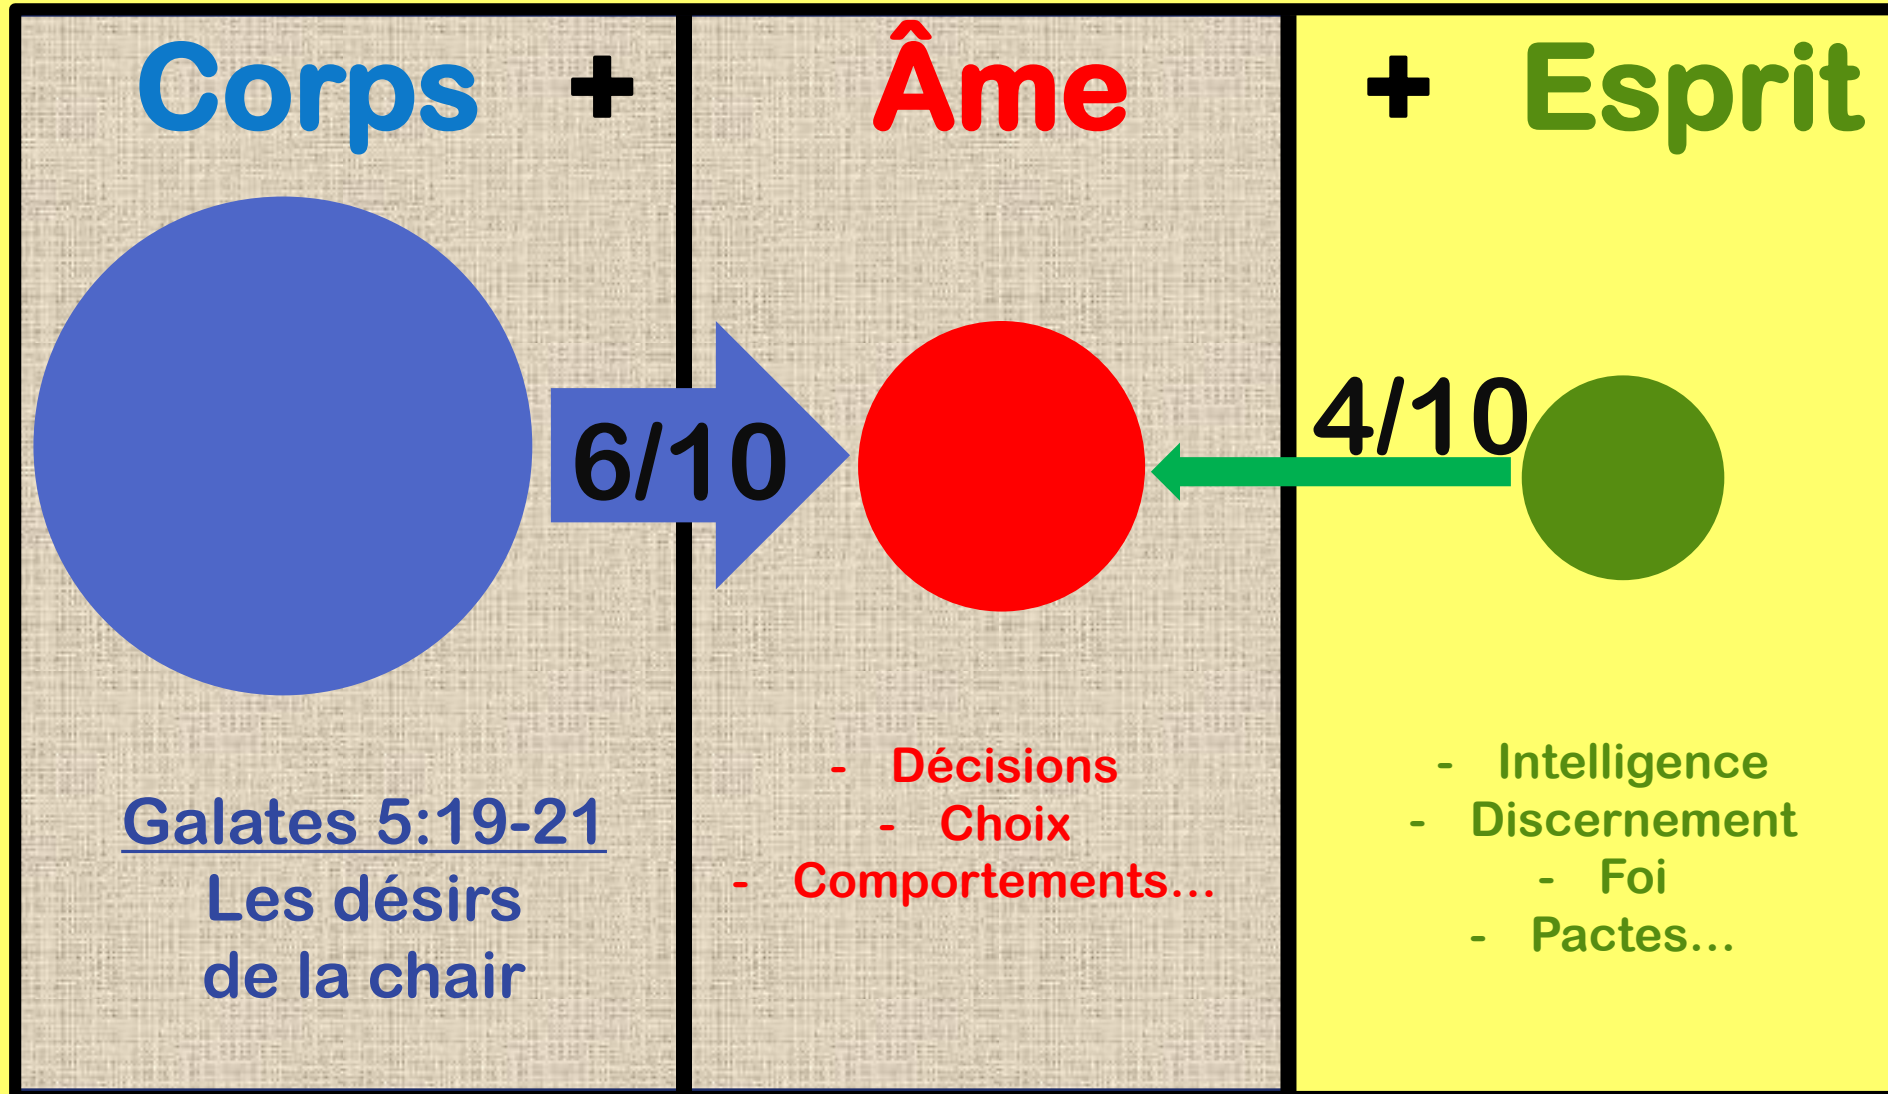 Corps + Âme + Esprit
6/10
4/10
Galates 5:19-21
Les désirs
de la chair
- Décisions
- Choix
- Comportements…
- Intelligence
- Discernement
- Foi
- Pactes…